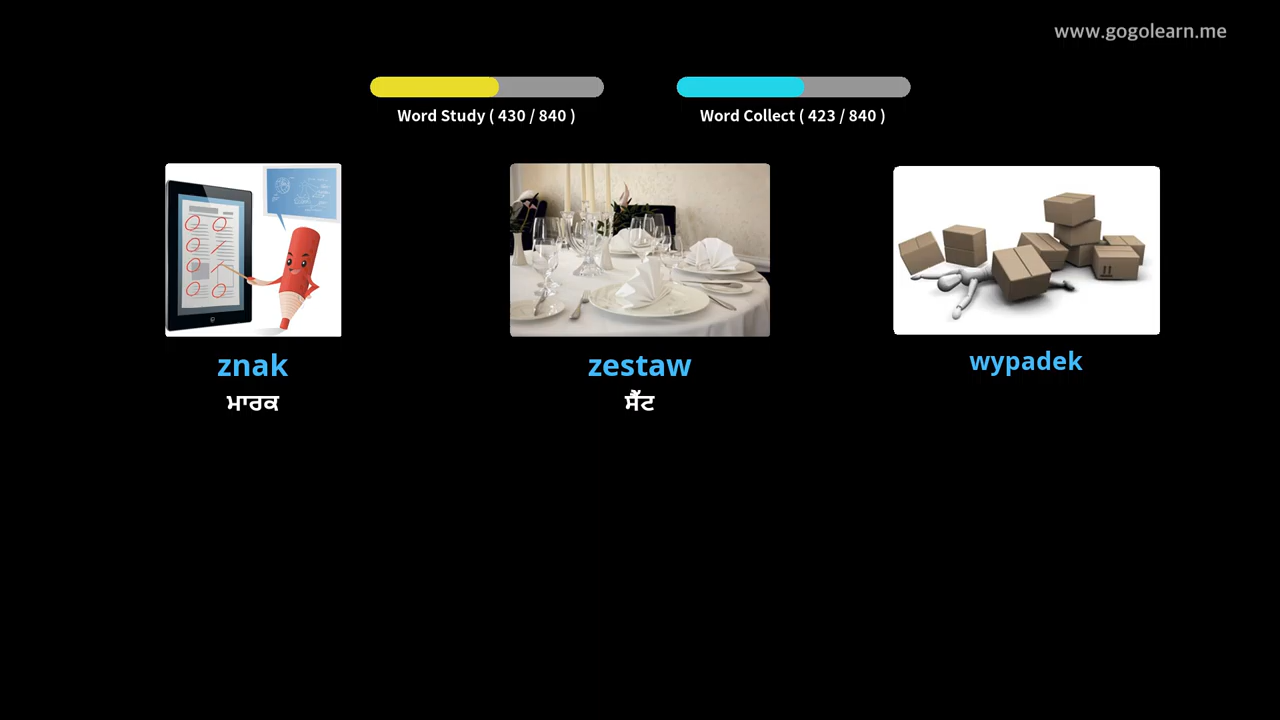 www.gogolearn.me
Word Study ( 430 / 840 )
Word Collect ( 423 / 840 )
znak
ਮਾਰਕ
zestaw
ਸੈੱਟ
wypadek